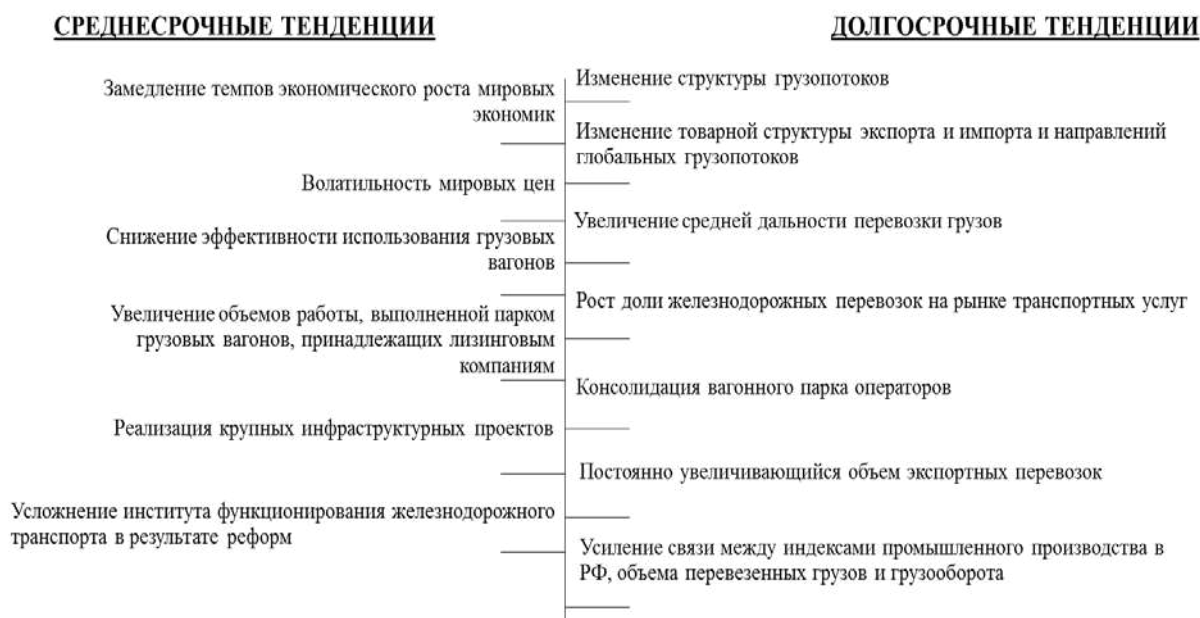 СРЕДНЕСРОЧНЫЕ ТЕНДЕНЦИИ
Замедление темпов экономического роста мировых
экономик
Волатильность мировых цен
Снижение эффективности использования грузовых
вагонов
Увеличение объемов работы, выполненной парком
грузовых вагонов, принадлежащих лизинговым
компаниям
Реализация крупных инфраструктурных проектов
Усложнение института функционирования железнодорожного
транспорта в результате реформ
ДОЛГОСРОЧНЫЕ ТЕНДЕНЦИИ
Изменение структуры грузопотоков
Изменение товарной структуры экспорта и импорта и направлений
глобальных грузопотоков
Увеличение средней дальности перевозки грузов
Рост доли железнодорожных перевозок на рынке транспортных услуг
Консолидация вагонного парка операторов
Постоянно увеличивающийся объем экспортных перевозок
Усиление связи между индексами промышленного производства в
РФ, объема перевезенных грузов и грузооборота